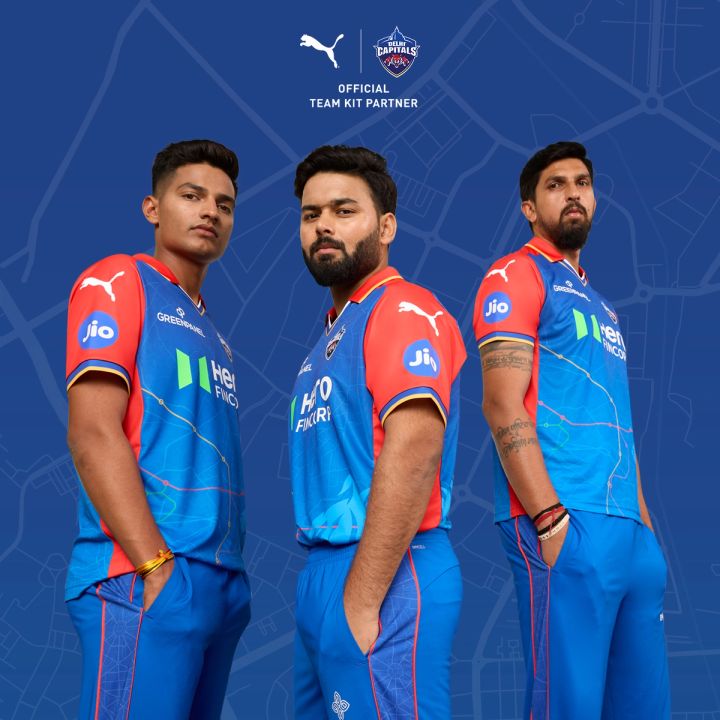 DELHI
CAPITALS
OFFICIAL
TEAM KIT PARTNER
Jio
GREENPANEL
Hero
FINCORP
Jio
HERO
FINCORP
Jio
GREENPANEL
Hero
FINCORP